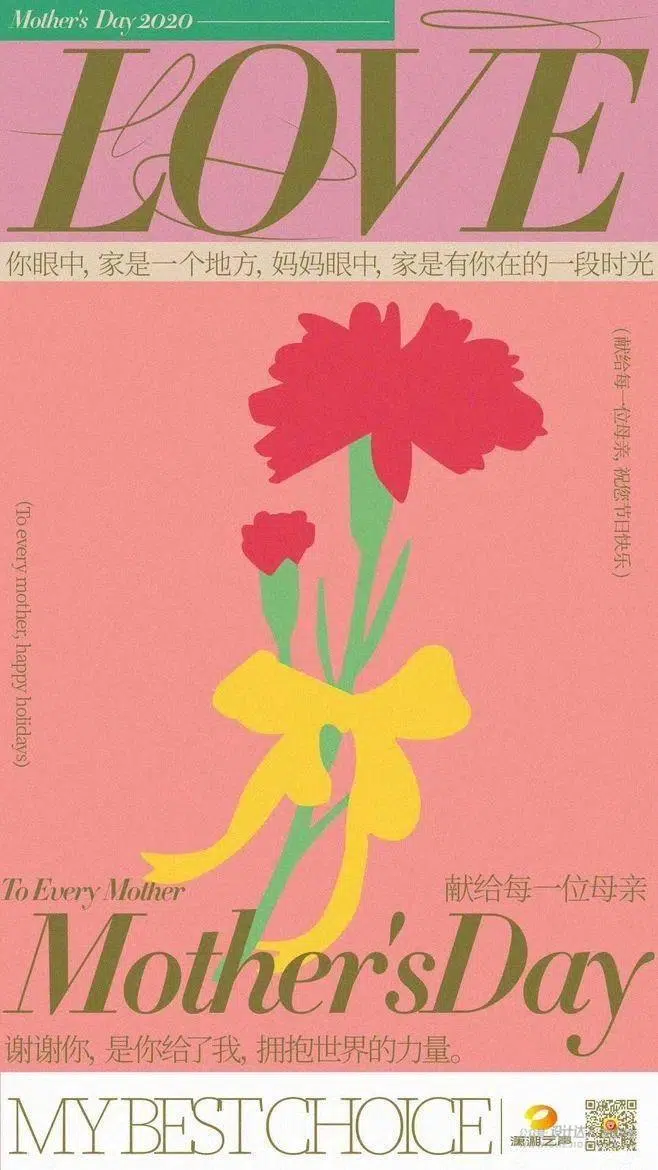 Mother's Day 2020
LOVE
你眼中, 家是一个地方, 妈妈眼中, 家是有你在的一段时光
(献给每一位母亲, 祝您节日快乐)
(To every mother, happy holidays)
To Every Mother
献给每一位母亲
Mother's Day
谢谢你, 是你给了我, 拥抱世界的力量。
MY BEST CHOICE
潇湘之声